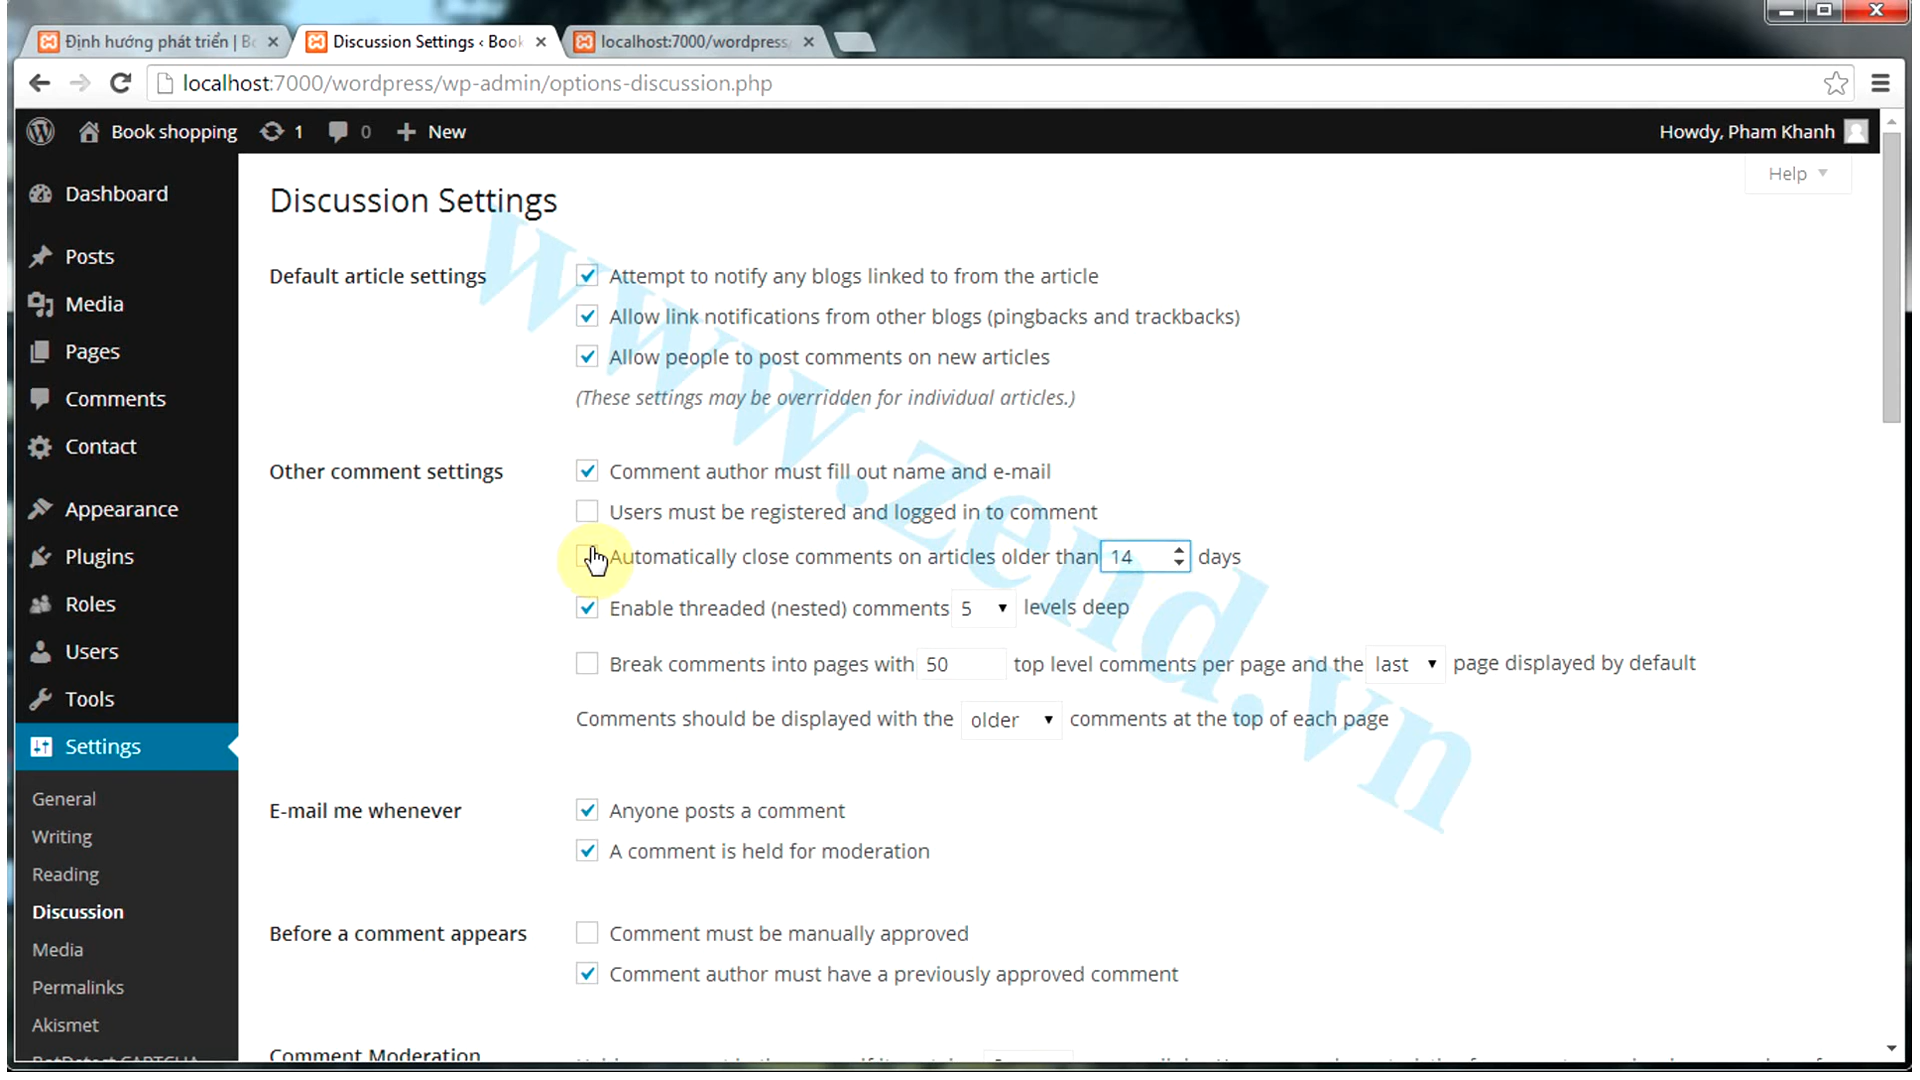 Định hướng phát triển | Bo
Discussion Settings ‹ Book
localhost:7000/wordpress/
localhost:7000/wordpress/wp-admin/options-discussion.php
Book shopping 1 0 New
Howdy, Pham Khanh
Help
Dashboard
Posts
Media
Pages
Comments
Contact
Appearance
Plugins
Roles
Users
Tools
Settings
General
Writing
Reading
Discussion
Media
Permalinks
Akismet
Discussion Settings
Default article settings
Attempt to notify any blogs linked to from the article
Allow link notifications from other blogs (pingbacks and trackbacks)
Allow people to post comments on new articles
(These settings may be overridden for individual articles.)
Other comment settings
Comment author must fill out name and e-mail
Users must be registered and logged in to comment
Automatically close comments on articles older than 14 days
Enable threaded (nested) comments 5 levels deep
Break comments into pages with 50 top level comments per page and the last page displayed by default
Comments should be displayed with the older comments at the top of each page
E-mail me whenever
Anyone posts a comment
A comment is held for moderation
Before a comment appears
Comment must be manually approved
Comment author must have a previously approved comment
Comment Moderation
www.zend.vn